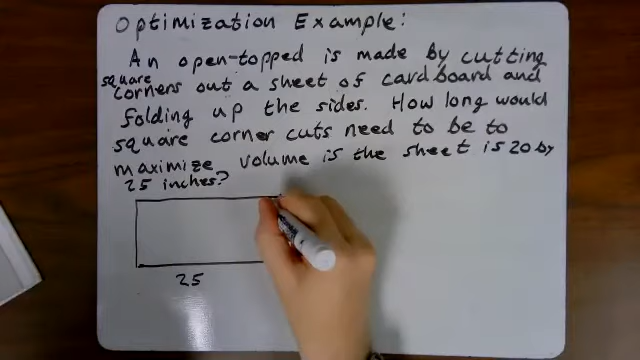 Optimization Example:
An open-topped is made by cutting
square
corners out a sheet of cardboard and
folding up the sides. How long would
square corner cuts need to be to
maximize volume is the sheet is 20 by
25 inches?
25